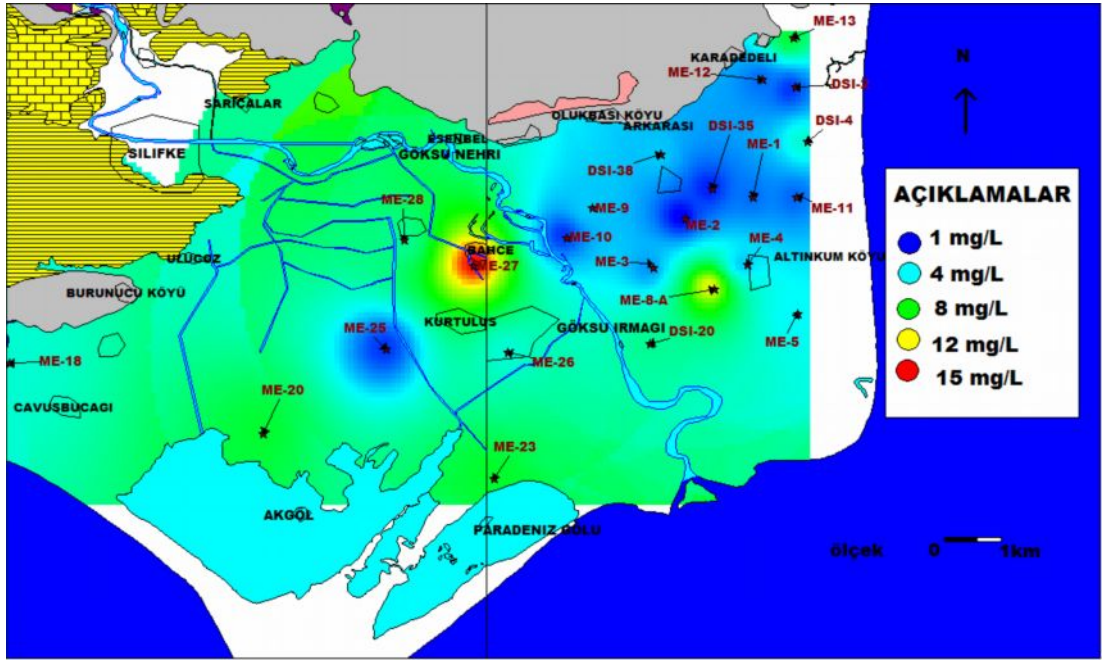 ME-13
KARADEDELI
ME-12
N
DSI-2
SARICALAR
OLUKBASI KÖYU
ARKARASI
DSI-35
DSI-4
ESENBEL
SILIFKE
GÖKSU NEHRI
ME-1
DSI-38
AÇIKLAMALAR
ME-28
ME-9
ME-11
ME-2
1 mg/L
ME-10
ME-4
BAHCE
ULUGOZ
ME-3
ALTINKUM KÖYU
4 mg/L
ME-27
BURUNUCU KÖYÜ
ME-8-A
8 mg/L
KURTULUS
GÖKSU IRMAGI
ME-25
DSI-20
ME-5
12 mg/L
ME-18
ME-26
15 mg/L
ME-20
CAVUSBUCAGI
ME-23
AKGÖL
PARADENIZ GÖLU
ölçek 0 1km